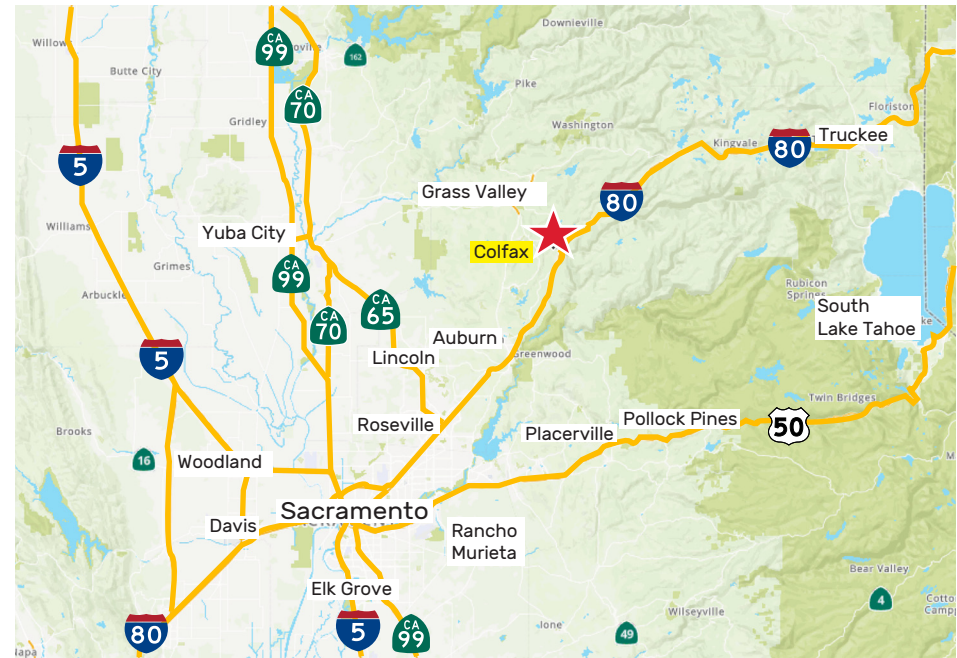 Downieville
Willow
CA
99
oville
162
Butte City
Pike
CA
70
Gridley
Washington
Floriston
Kingvale
80
Truckee
5
Grass Valley
80
Williams
Yuba City
Colfax
Grimes
CA
99
Arbuckle
Rubicon
Springs
South
Lake Tahoe
CA
65
CA
70
Auburn
Lincoln
5
Greenwood
Twin Bridges
Roseville
Pollock Pines
50
Placerville
Brooks
16
Woodland
Sacramento
Davis
Rancho
Murieta
Bear Valley
Elk Grove
4
Wilseyville
80
5
CA
99
Ione
49
Napa